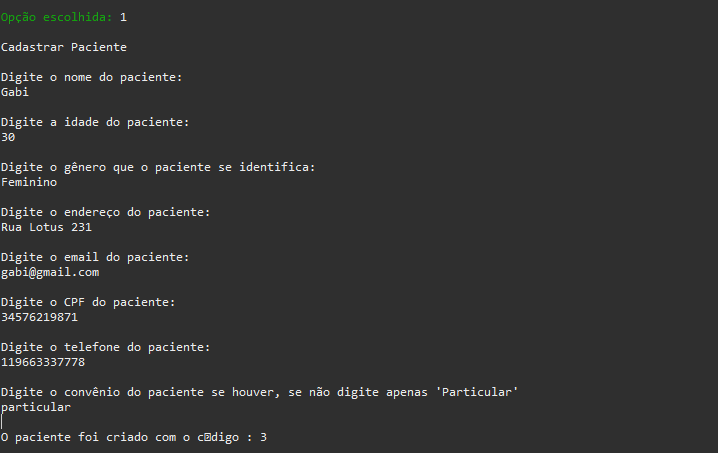 Opção escolhida: 1
Cadastrar Paciente
Digite o nome do paciente:
Gabi
Digite a idade do paciente:
30
Digite o gênero que o paciente se identifica:
Feminino
Digite o endereço do paciente:
Rua Lotus 231
Digite o email do paciente:
gabi@gmail.com
Digite o CPF do paciente:
34576219871
Digite o telefone do paciente:
119663337778
Digite o convênio do paciente se houver, se não digite apenas 'Particular'
particular
O paciente foi criado com o c�digo : 3